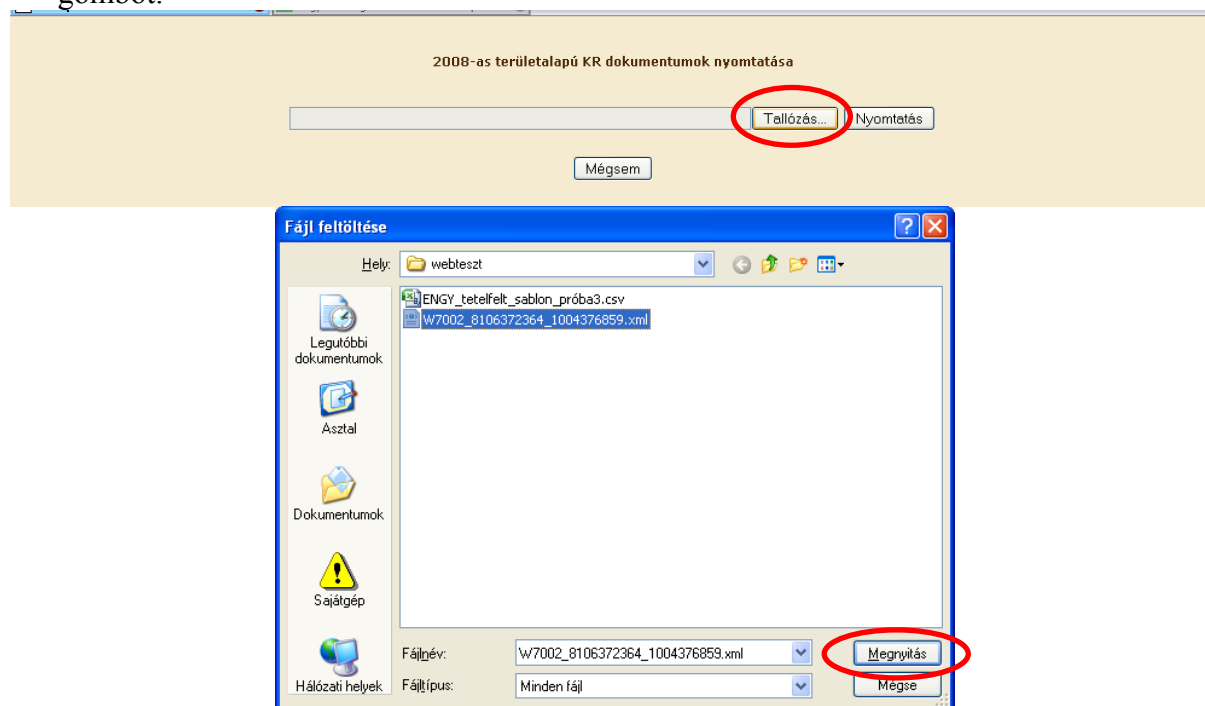 gombot.
2008-as területalapú KR dokumentumok nyomtatása
Tallózás... Nyomtatás
Mégsem
Fájl feltöltése
Hely: webteszt
ENGY_tetelfelt_sablon_próba3.csv
W7002_8106372364_1004376859.xml
Legutóbbi
dokumentumok
Asztal
Dokumentumok
Sajátgép
Hálózati helyek
Fájlnév: W7002_8106372364_1004376859.xml Megnyitás
Fájltípus: Minden fájl Mégse